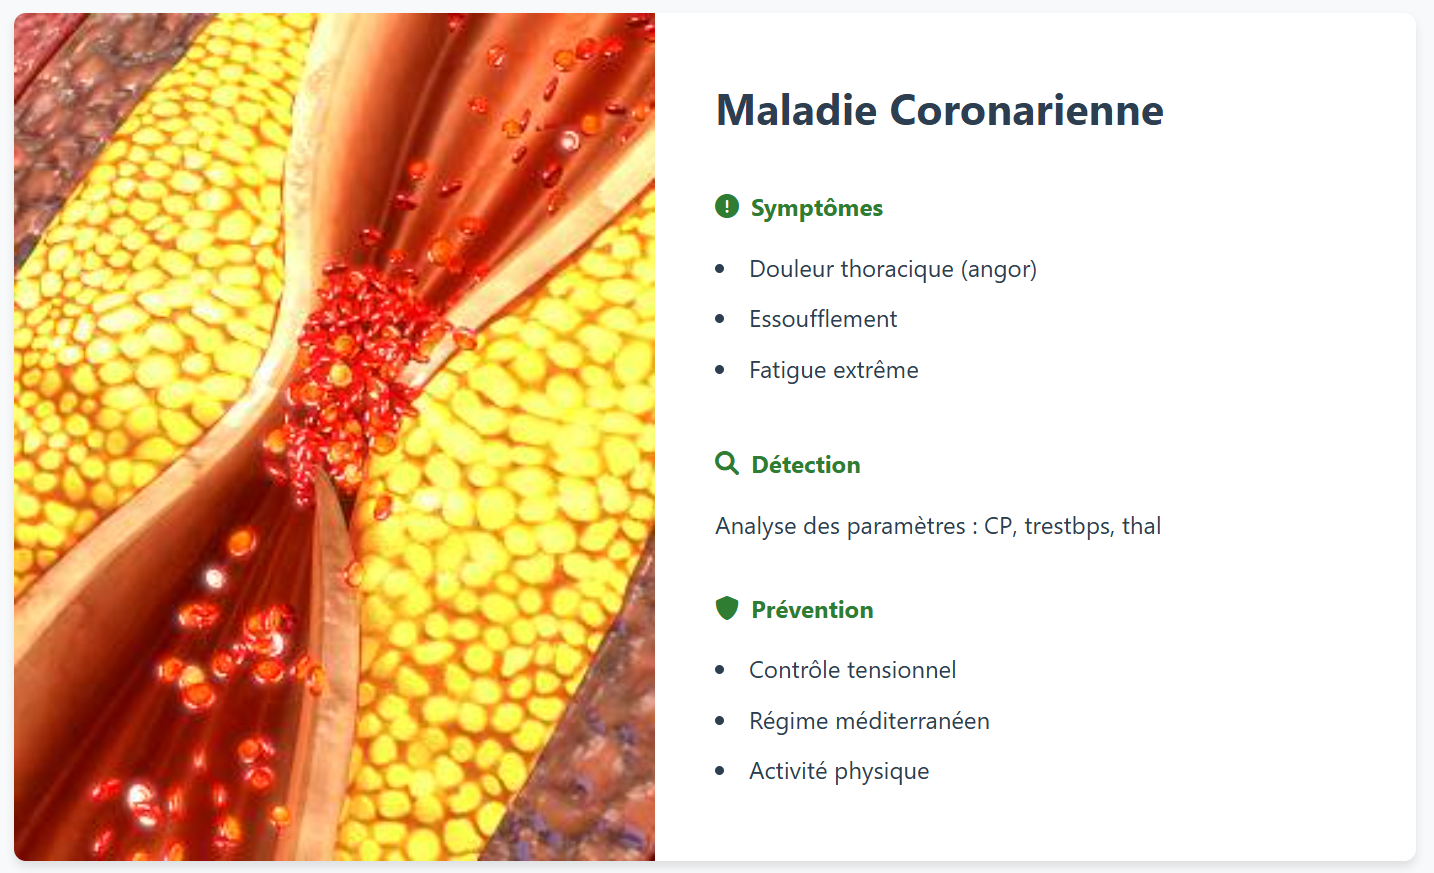 Maladie Coronarienne
Symptômes
Douleur thoracique (angor)
Essoufflement
Fatigue extrême
Détection
Analyse des paramètres : CP, trestbps, thal
Prévention
Contrôle tensionnel
Régime méditerranéen
Activité physique